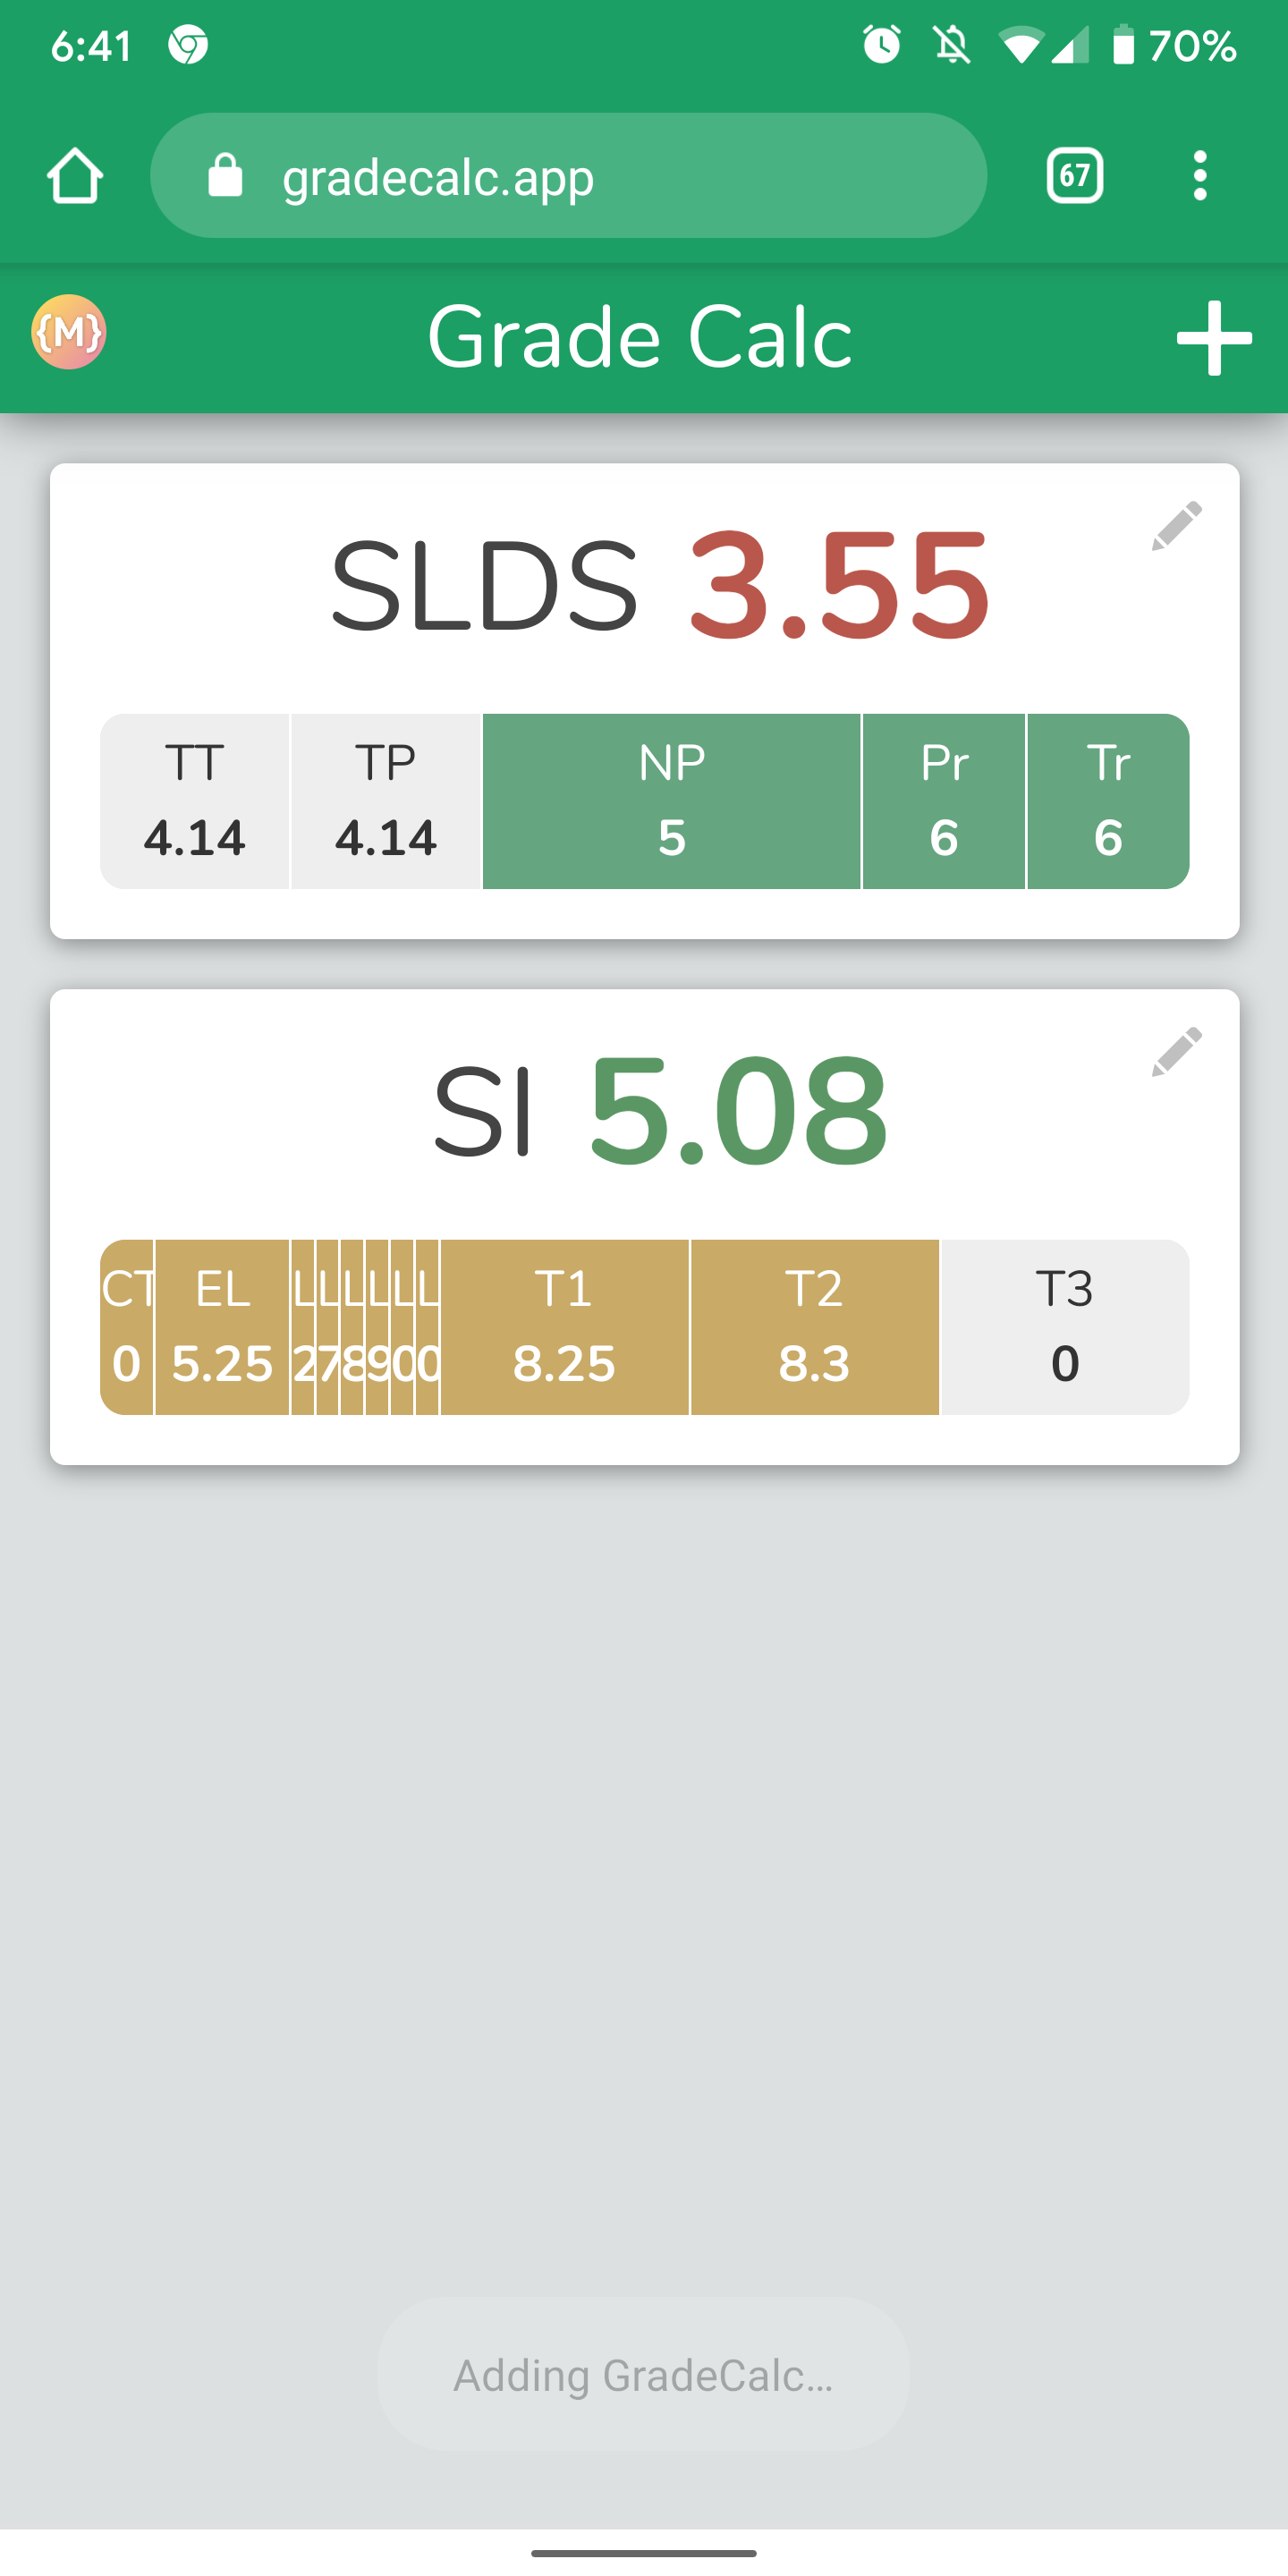 6:41 70%
gradecalc.app 67
{M} Grade Calc
SLDS 3.55
TT TP NP Pr Tr
4.14 4.14 5 6 6
SI 5.08
CT EL L L L L L L T1 T2 T3
0 5.25 2 7 8 9 0 0 8.25 8.3 0
Adding GradeCalc...